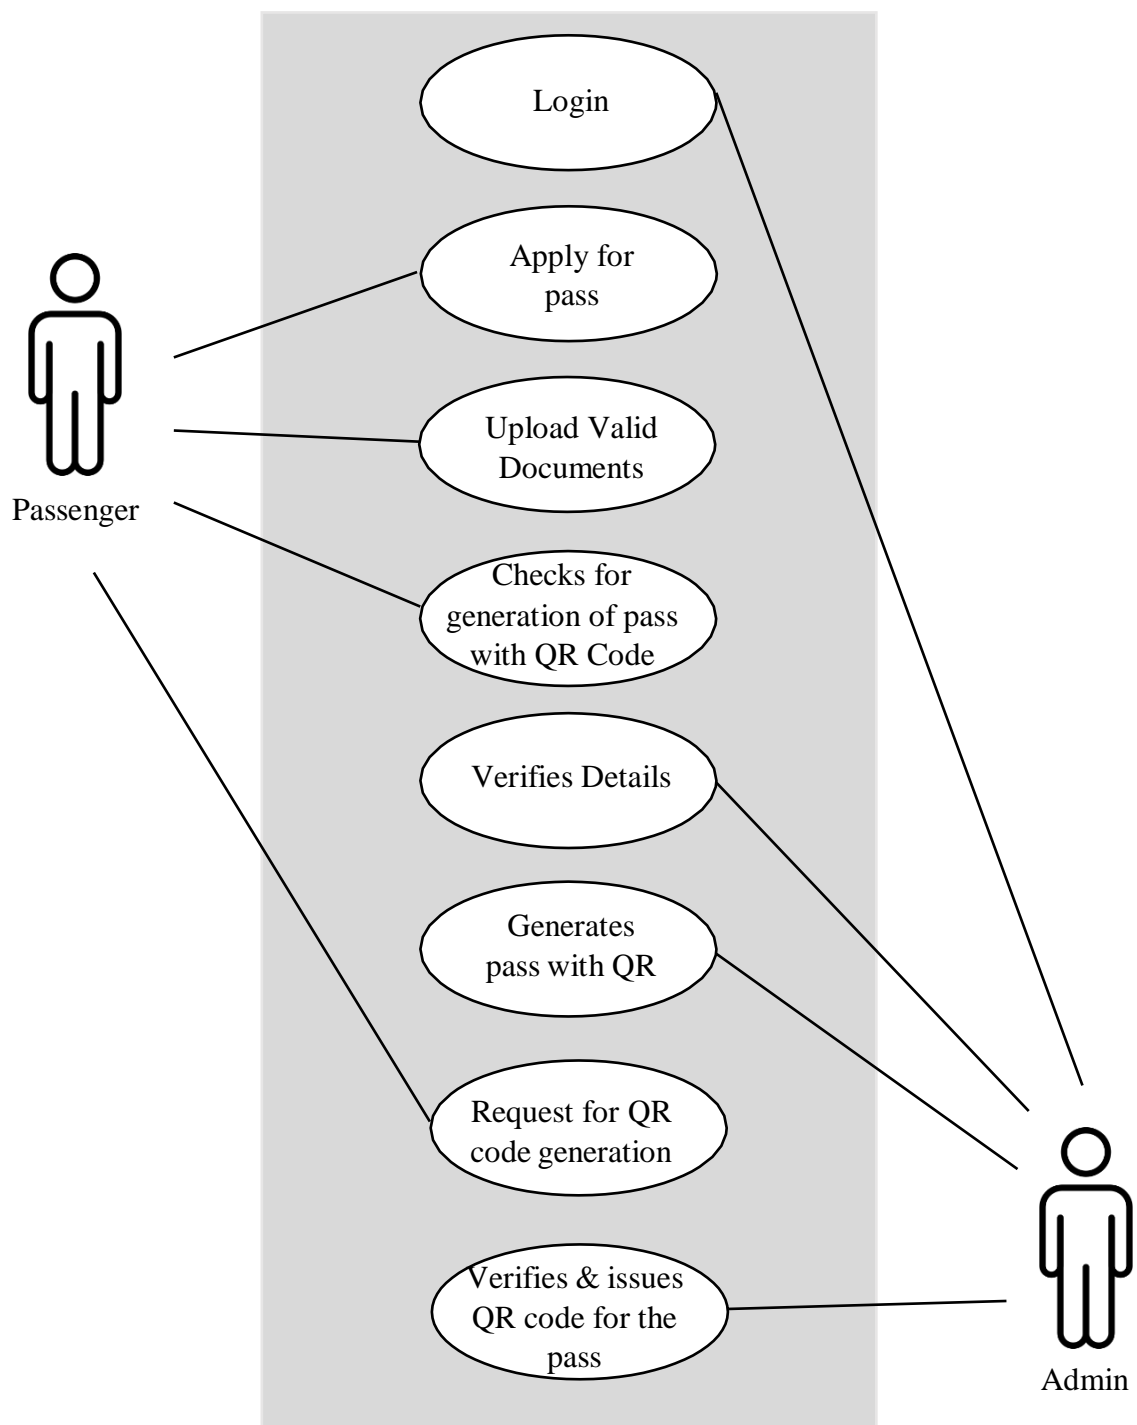 Login
Apply for
pass
Upload Valid
Documents
Passenger
Checks for
generation of pass
with QR Code
Verifies Details
Generates
pass with QR
Request for QR
code generation
Verifies & issues
QR code for the
pass
Admin